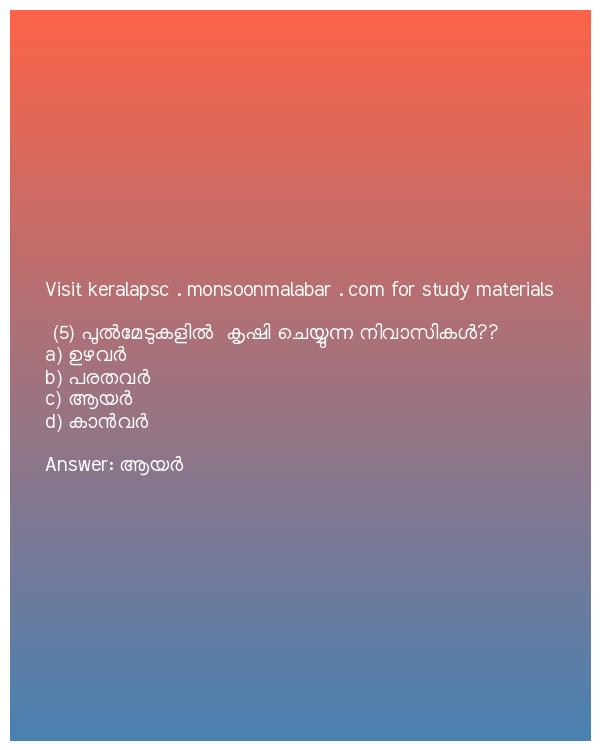 Visit keralapsc . monsoonmalabar . com for study materials
(5) പുൽമേടുകളിൽ കൃഷി ചെയ്യുന്ന നിവാസികൾ??
a) ഉഴവർ
b) പരതവർ
c) ആയർ
d) കാൻവർ
Answer: ആയർ